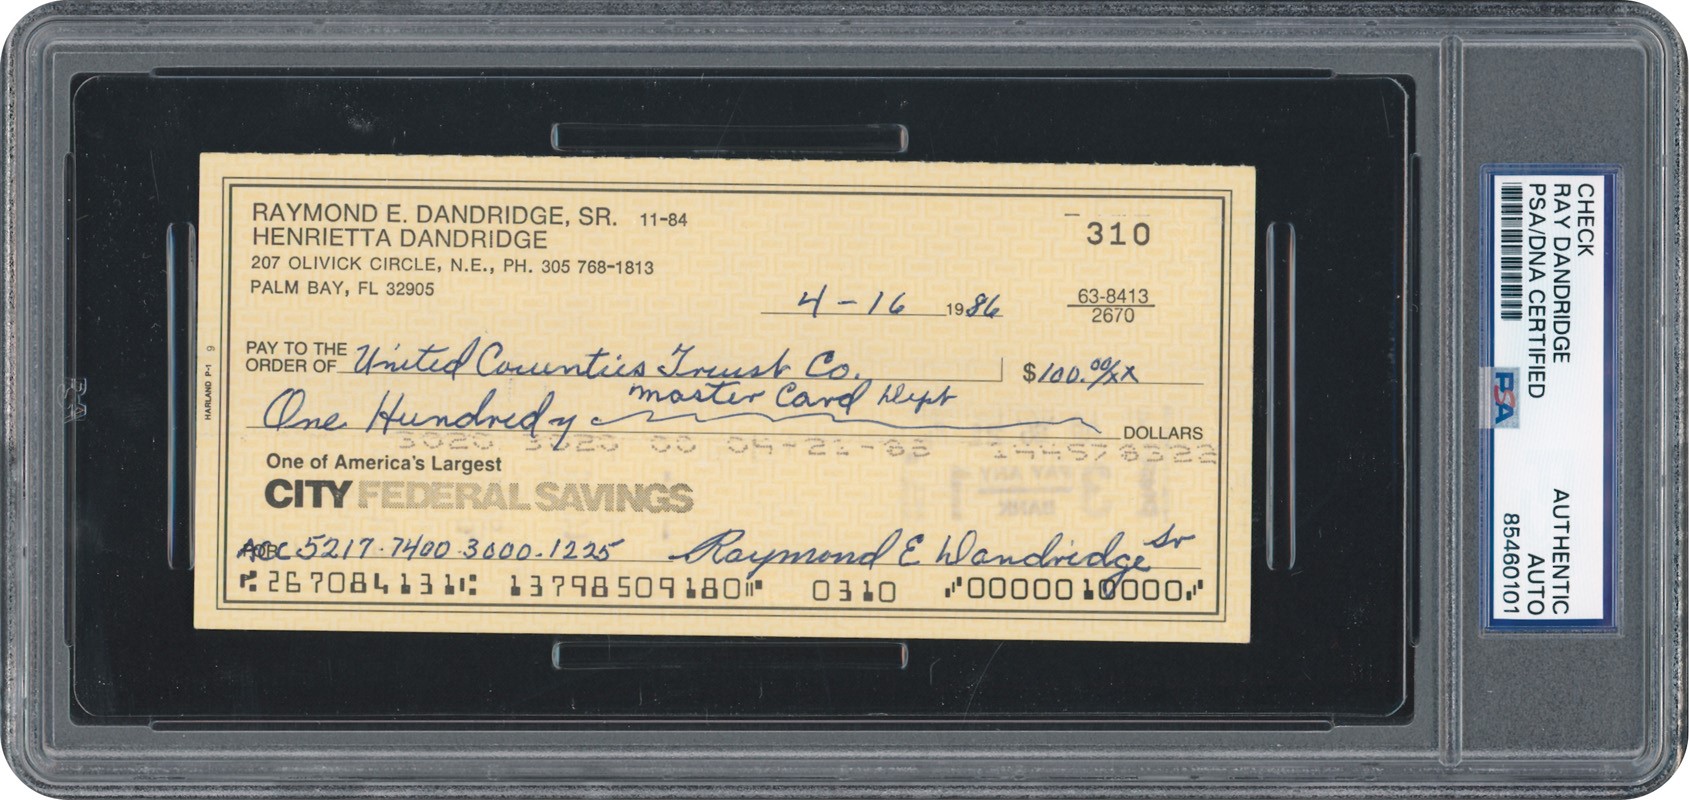 RAYMOND E. DANDRIDGE, SR. 11-84
HENRIETTA DANDRIDGE
207 OLIVICK CIRCLE, N.E., PH. 305 768-1813
PALM BAY, FL 32905
310
4-16 1986
63-8413
2670
PAY TO THE
ORDER OF United Counties Trust Co. $100.00/xx
master Card Dept
One Hundred DOLLARS
One of America's Largest
CITY FEDERAL SAVINGS
Acc. 5217-7400-3000-1225 Raymond E Dandridge Sr
267084131 13798509180 0310 0000010000
HARLAND P-1 9
CHECK
RAY DANDRIDGE
PSA/DNA CERTIFIED
PSA
AUTHENTIC
AUTO
85460101